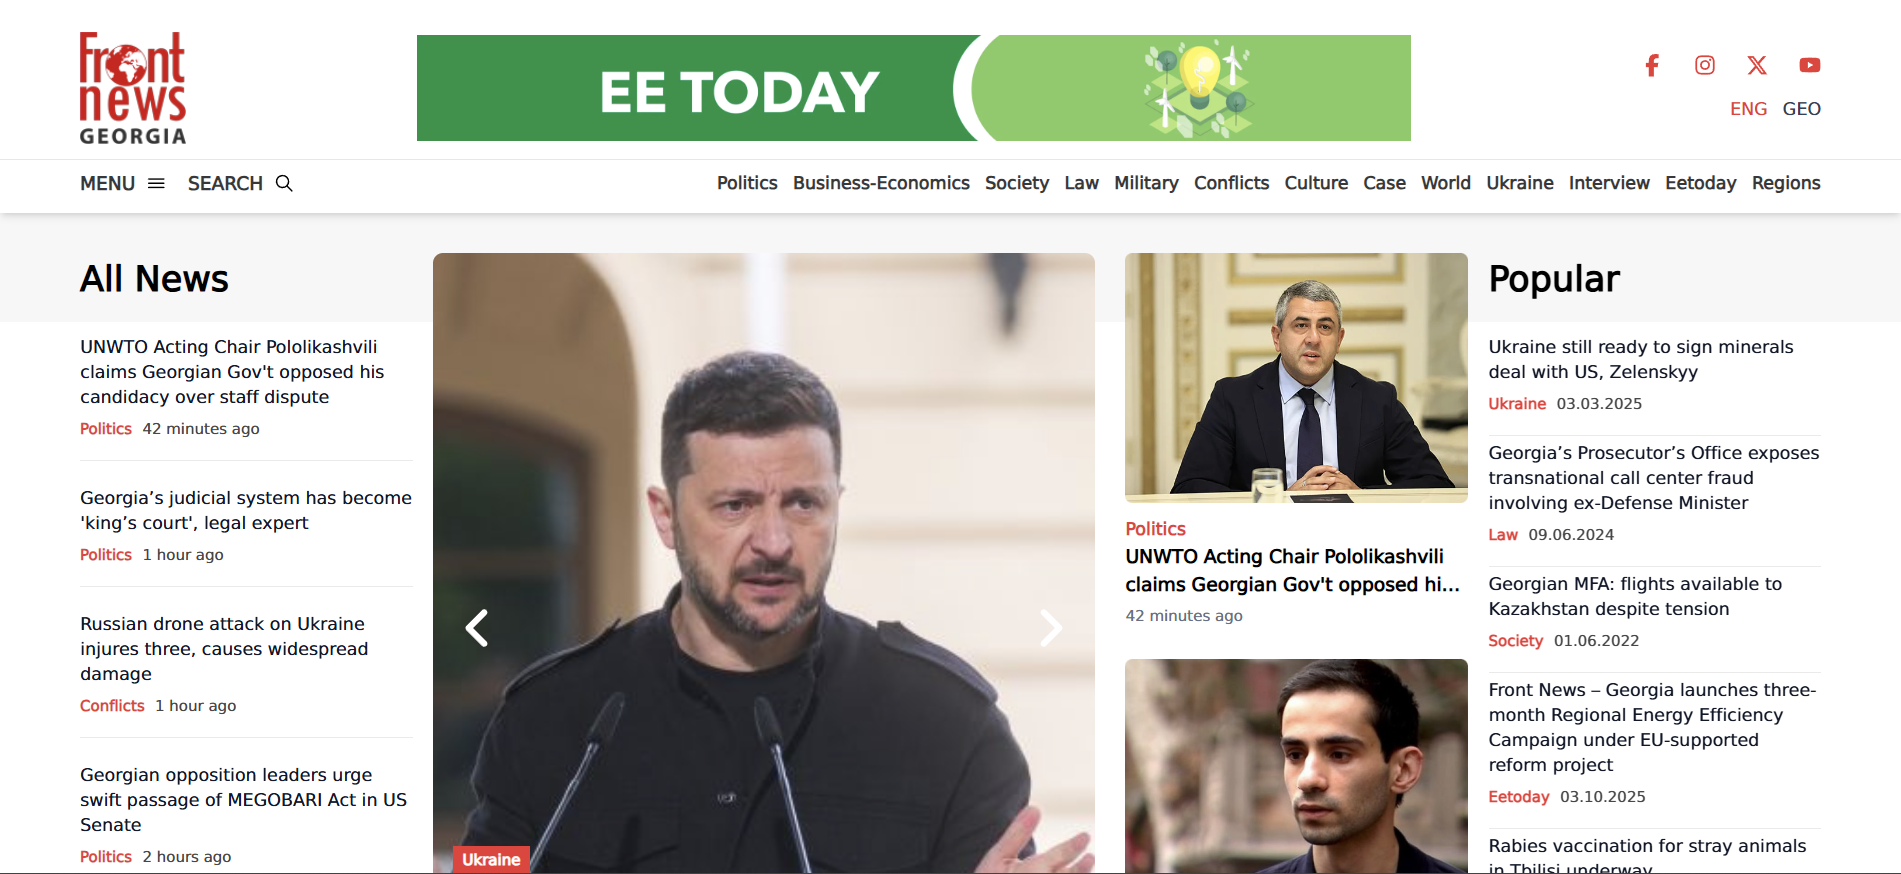 Front
news
GEORGIA
EE TODAY
ENG GEO
MENU SEARCH
Politics Business-Economics Society Law Military Conflicts Culture Case World Ukraine Interview Eetoday Regions
All News
UNWTO Acting Chair Pololikashvili
claims Georgian Gov't opposed his
candidacy over staff dispute
Politics 42 minutes ago
Georgia’s judicial system has become
'king’s court', legal expert
Politics 1 hour ago
Russian drone attack on Ukraine
injures three, causes widespread
damage
Conflicts 1 hour ago
Georgian opposition leaders urge
swift passage of MEGOBARI Act in US
Senate
Politics 2 hours ago
Ukraine
Politics
UNWTO Acting Chair Pololikashvili
claims Georgian Gov't opposed hi...
42 minutes ago
Popular
Ukraine still ready to sign minerals
deal with US, Zelenskyy
Ukraine 03.03.2025
Georgia’s Prosecutor’s Office exposes
transnational call center fraud
involving ex-Defense Minister
Law 09.06.2024
Georgian MFA: flights available to
Kazakhstan despite tension
Society 01.06.2022
Front News – Georgia launches three-
month Regional Energy Efficiency
Campaign under EU-supported
reform project
Eetoday 03.10.2025
Rabies vaccination for stray animals
in Tbilisi underway